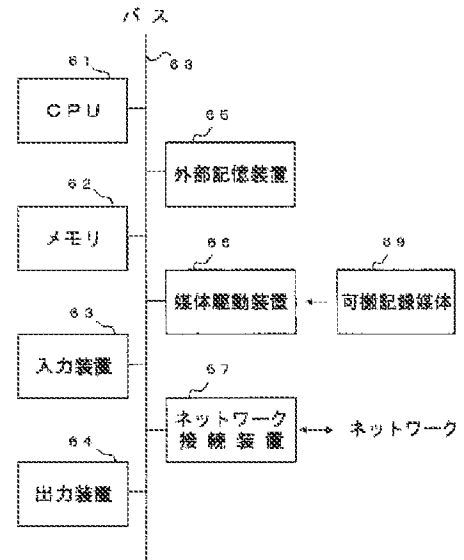 バス
61
68
CPU
65
外部記憶装置
62
メモリ
66
69
媒体駆動装置
可搬記録媒体
63
入力装置
67
ネットワーク
接続装置
ネットワーク
64
出力装置